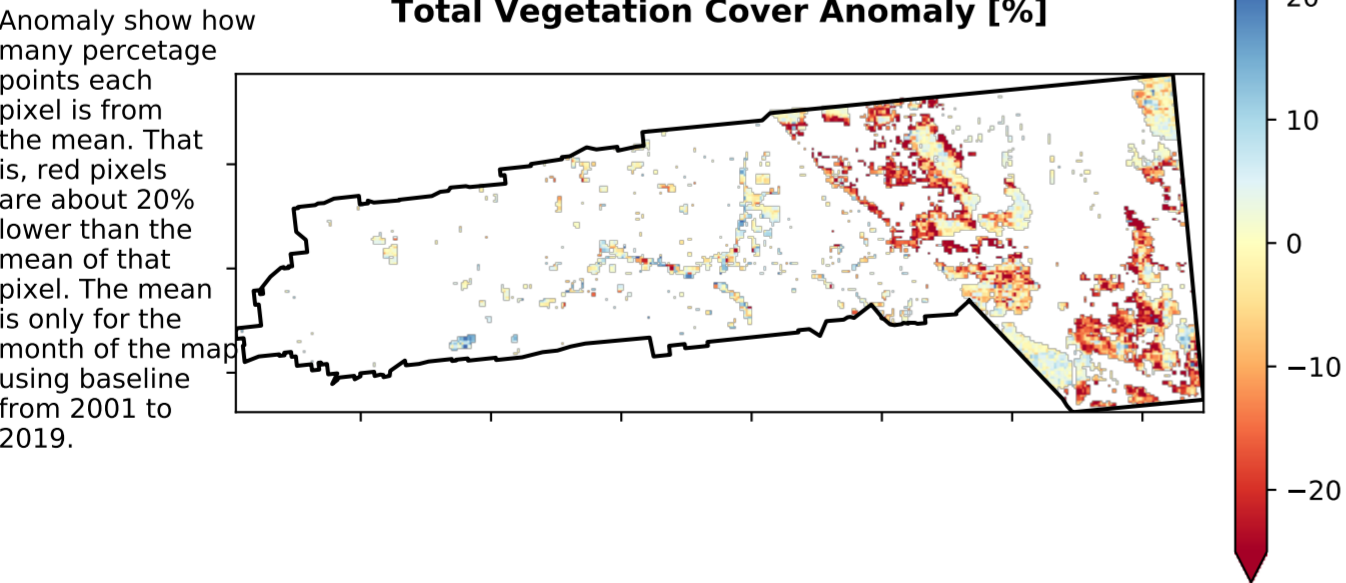 Total Vegetation Cover Anomaly [%]
Anomaly show how
many percetage
points each
pixel is from
the mean. That
is, red pixels
are about 20%
lower than the
mean of that
pixel. The mean
is only for the
month of the map
using baseline
from 2001 to
2019.
20
10
0
−10
−20